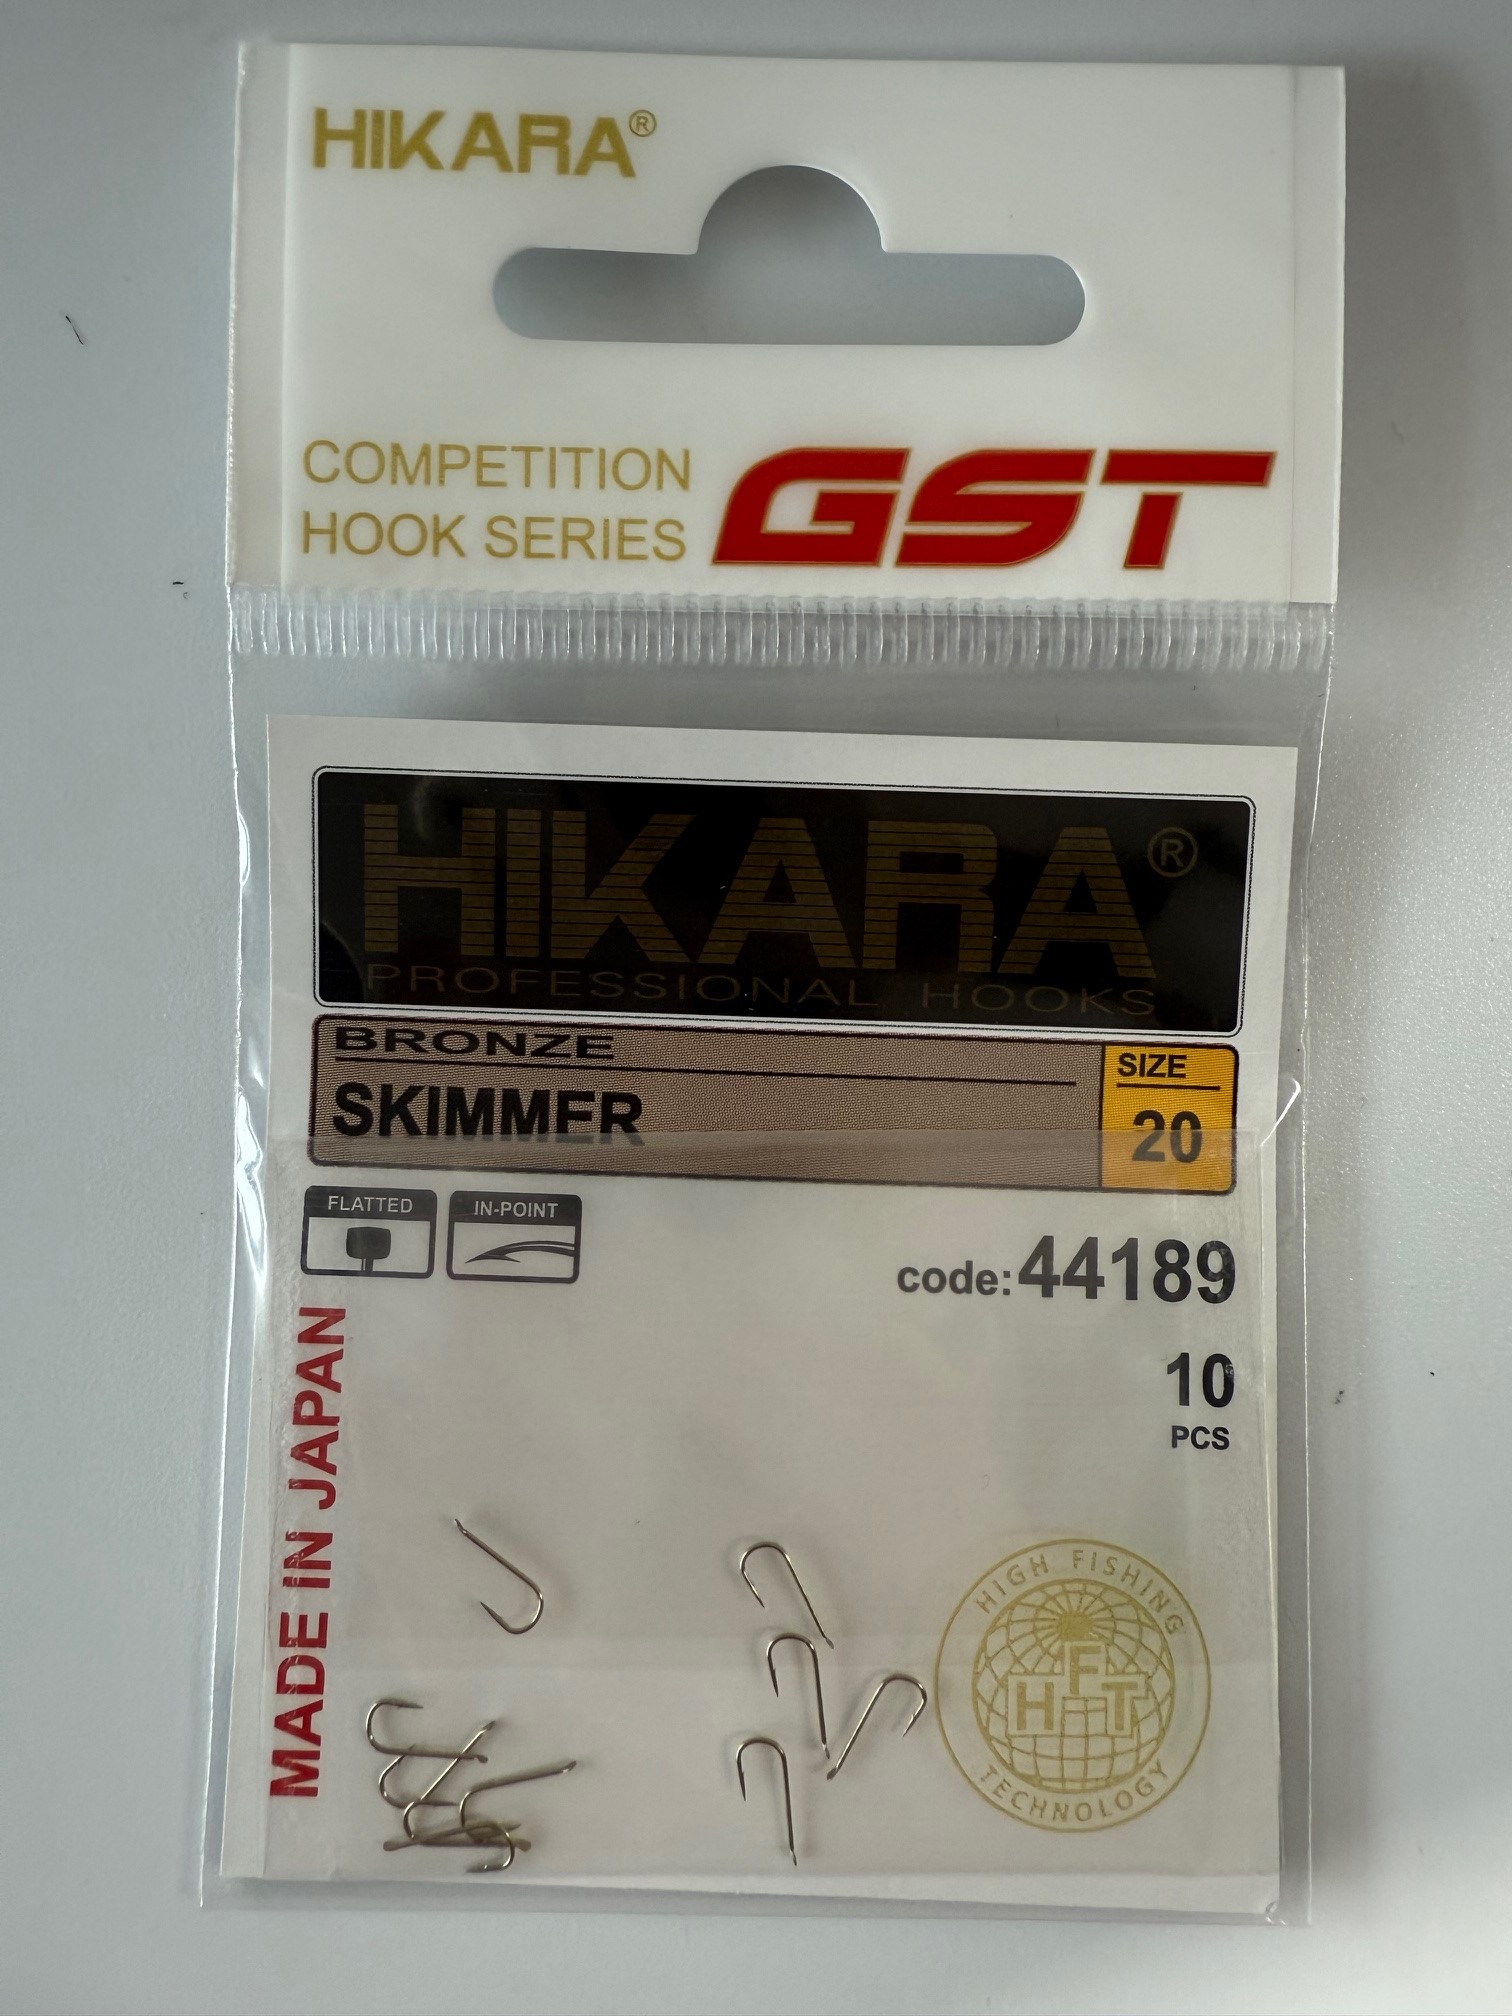 HIKARA®
COMPETITION
HOOK SERIES
GST
HIKARA®
PROFESSIONAL HOOKS
BRONZE
SKIMMER
SIZE
20
FLATTED
IN-POINT
code:44189
10
PCS
MADE IN JAPAN
HIGH FISHING
HFT
TECHNOLOGY